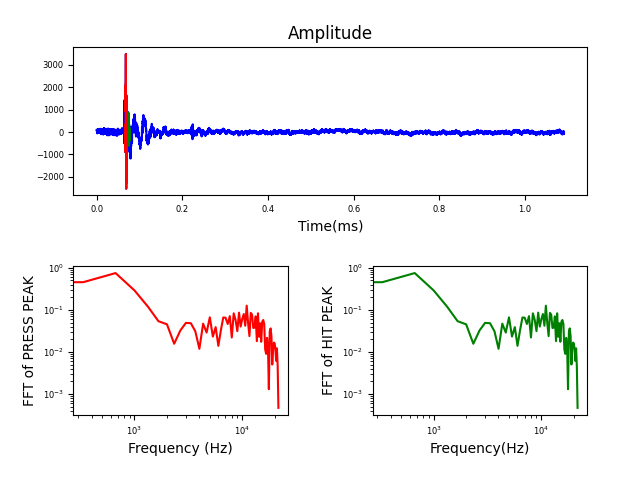 Amplitude
3000
2000
1000
0
−1000
−2000
0.0 0.2 0.4 0.6 0.8 1.0
Time(ms)
FFT of PRESS PEAK
10⁰
10⁻¹
10⁻²
10⁻³
10³ 10⁴
Frequency (Hz)
FFT of HIT PEAK
10⁰
10⁻¹
10⁻²
10⁻³
10³ 10⁴
Frequency(Hz)